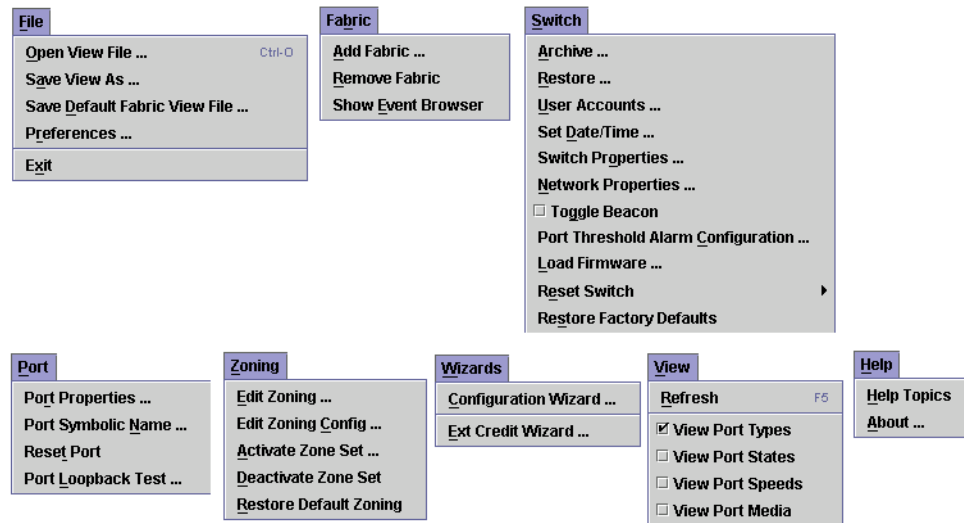 File
Open View File ... Ctrl-O
Save View As ...
Save Default Fabric View File ...
Preferences ...
Exit
Fabric
Add Fabric ...
Remove Fabric
Show Event Browser
Switch
Archive ...
Restore ...
User Accounts ...
Set Date/Time ...
Switch Properties ...
Network Properties ...
Toggle Beacon
Port Threshold Alarm Configuration ...
Load Firmware ...
Reset Switch
Restore Factory Defaults
Port
Port Properties ...
Port Symbolic Name ...
Reset Port
Port Loopback Test ...
Zoning
Edit Zoning ...
Edit Zoning Config ...
Activate Zone Set ...
Deactivate Zone Set
Restore Default Zoning
Wizards
Configuration Wizard ...
Ext Credit Wizard ...
View
Refresh F5
View Port Types
View Port States
View Port Speeds
View Port Media
Help
Help Topics
About ...